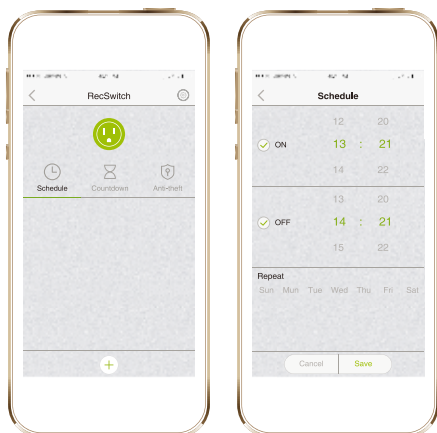 RecSwitch
Schedule Countdown Anti-theft
Schedule
12 20
ON 13 : 21
14 22
13 20
OFF 14 : 21
15 22
Repeat
Sun Mon Tue Wed Thu Fri Sat
Cancel Save